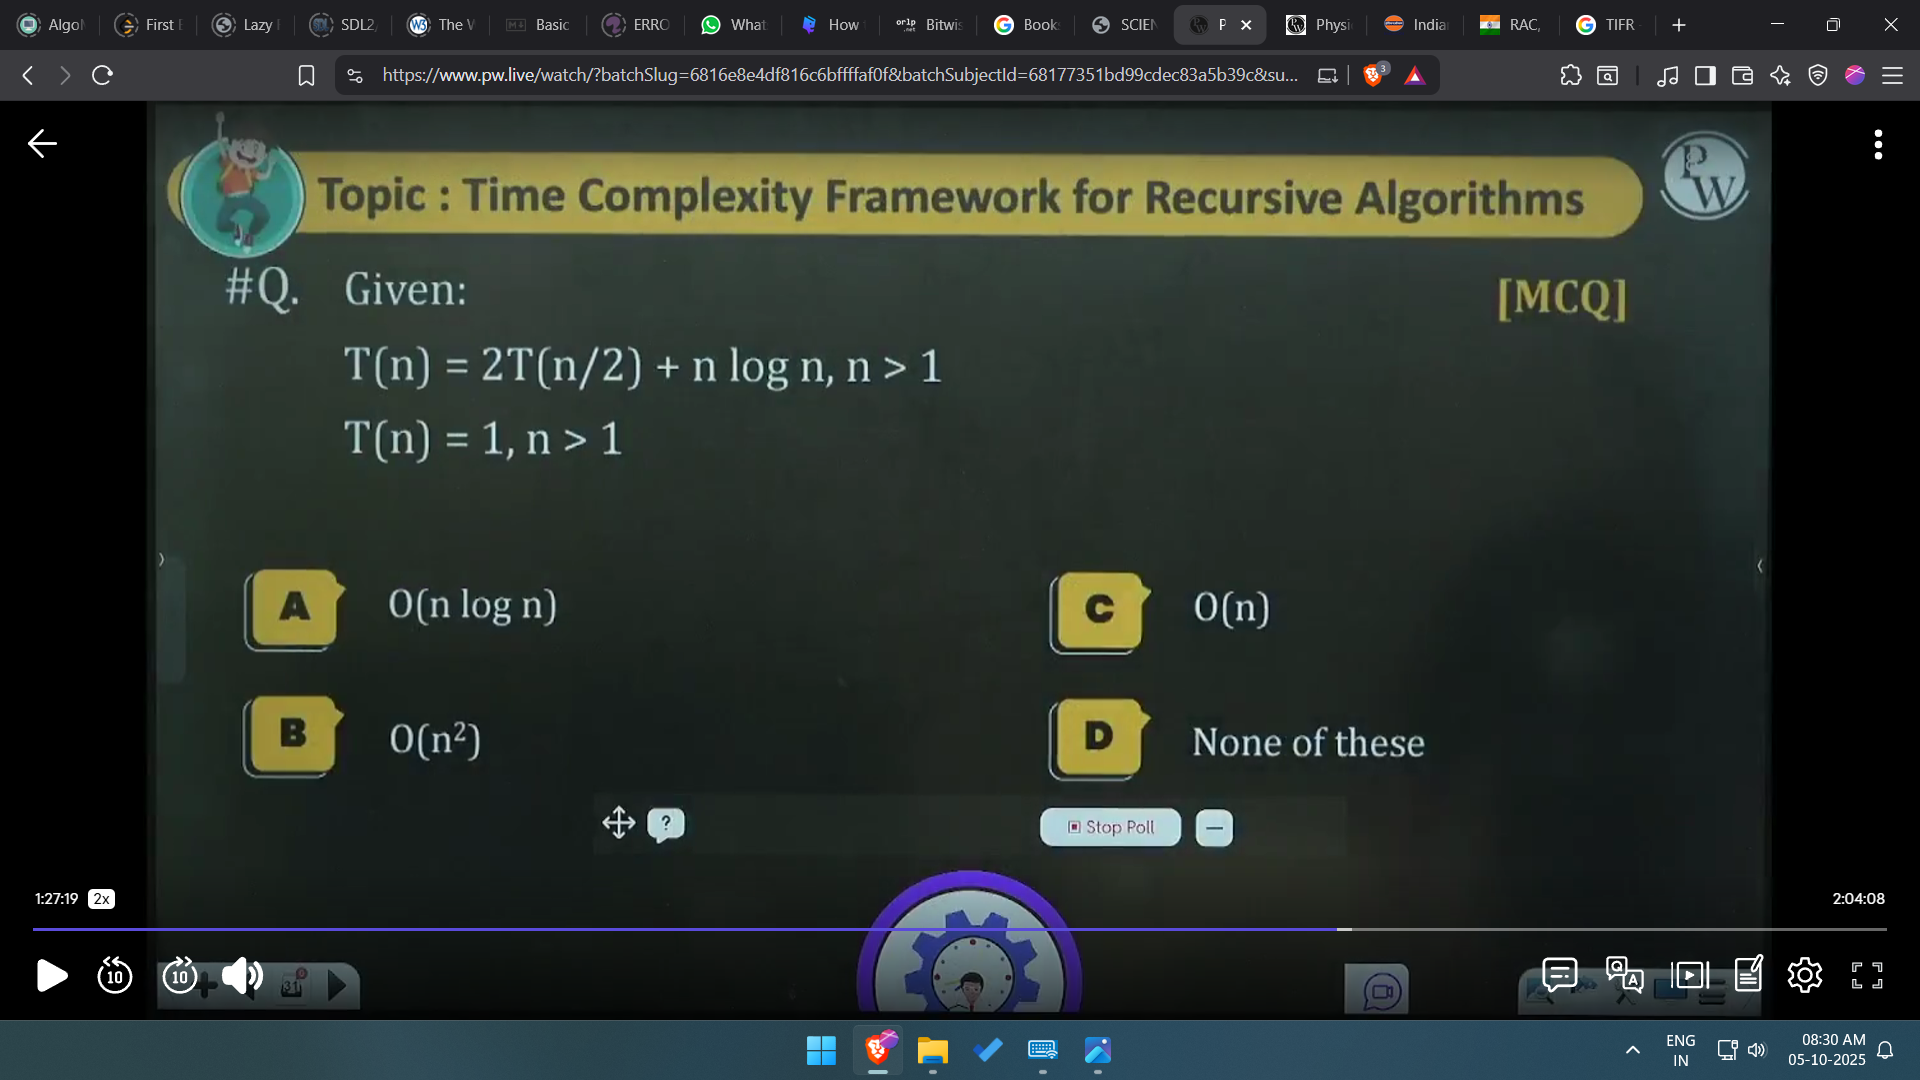 Algo
First
Lazy
SDL2
The
Basic
ERRO
What
How
Bitwis
Book
SCIEN
P
Physi
India
RAC,
TIFR
https://www.pw.live/watch/?batchSlug=6816e8e4df816c6bffffaf0f&batchSubjectId=68177351bd99cdec83a5b39c&su...
3
Topic : Time Complexity Framework for Recursive Algorithms
PW
#Q. Given:
[MCQ]
T(n) = 2T(n/2) + n log n, n > 1
T(n) = 1, n > 1
A O(n log n)
C O(n)
B O(n²)
D None of these
? Stop Poll
1:27:19 2x
2:04:08
10 10
31
Q A
ENG
IN
08:30 AM
05-10-2025